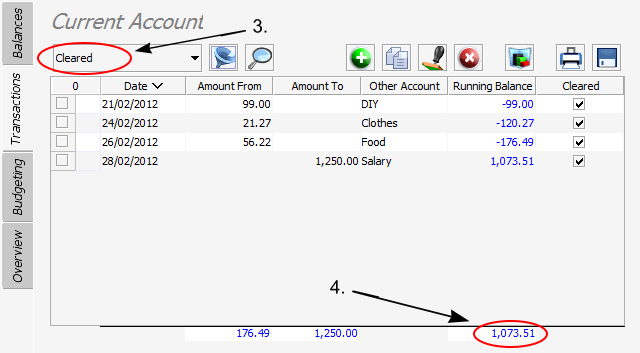 Current Account
3.
Cleared
0 Date Amount From Amount To Other Account Running Balance Cleared
21/02/2012 99.00 DIY -99.00
24/02/2012 21.27 Clothes -120.27
26/02/2012 56.22 Food -176.49
28/02/2012 1,250.00 Salary 1,073.51
4.
176.49 1,250.00 1,073.51
Balances
Transactions
Budgeting
Overview